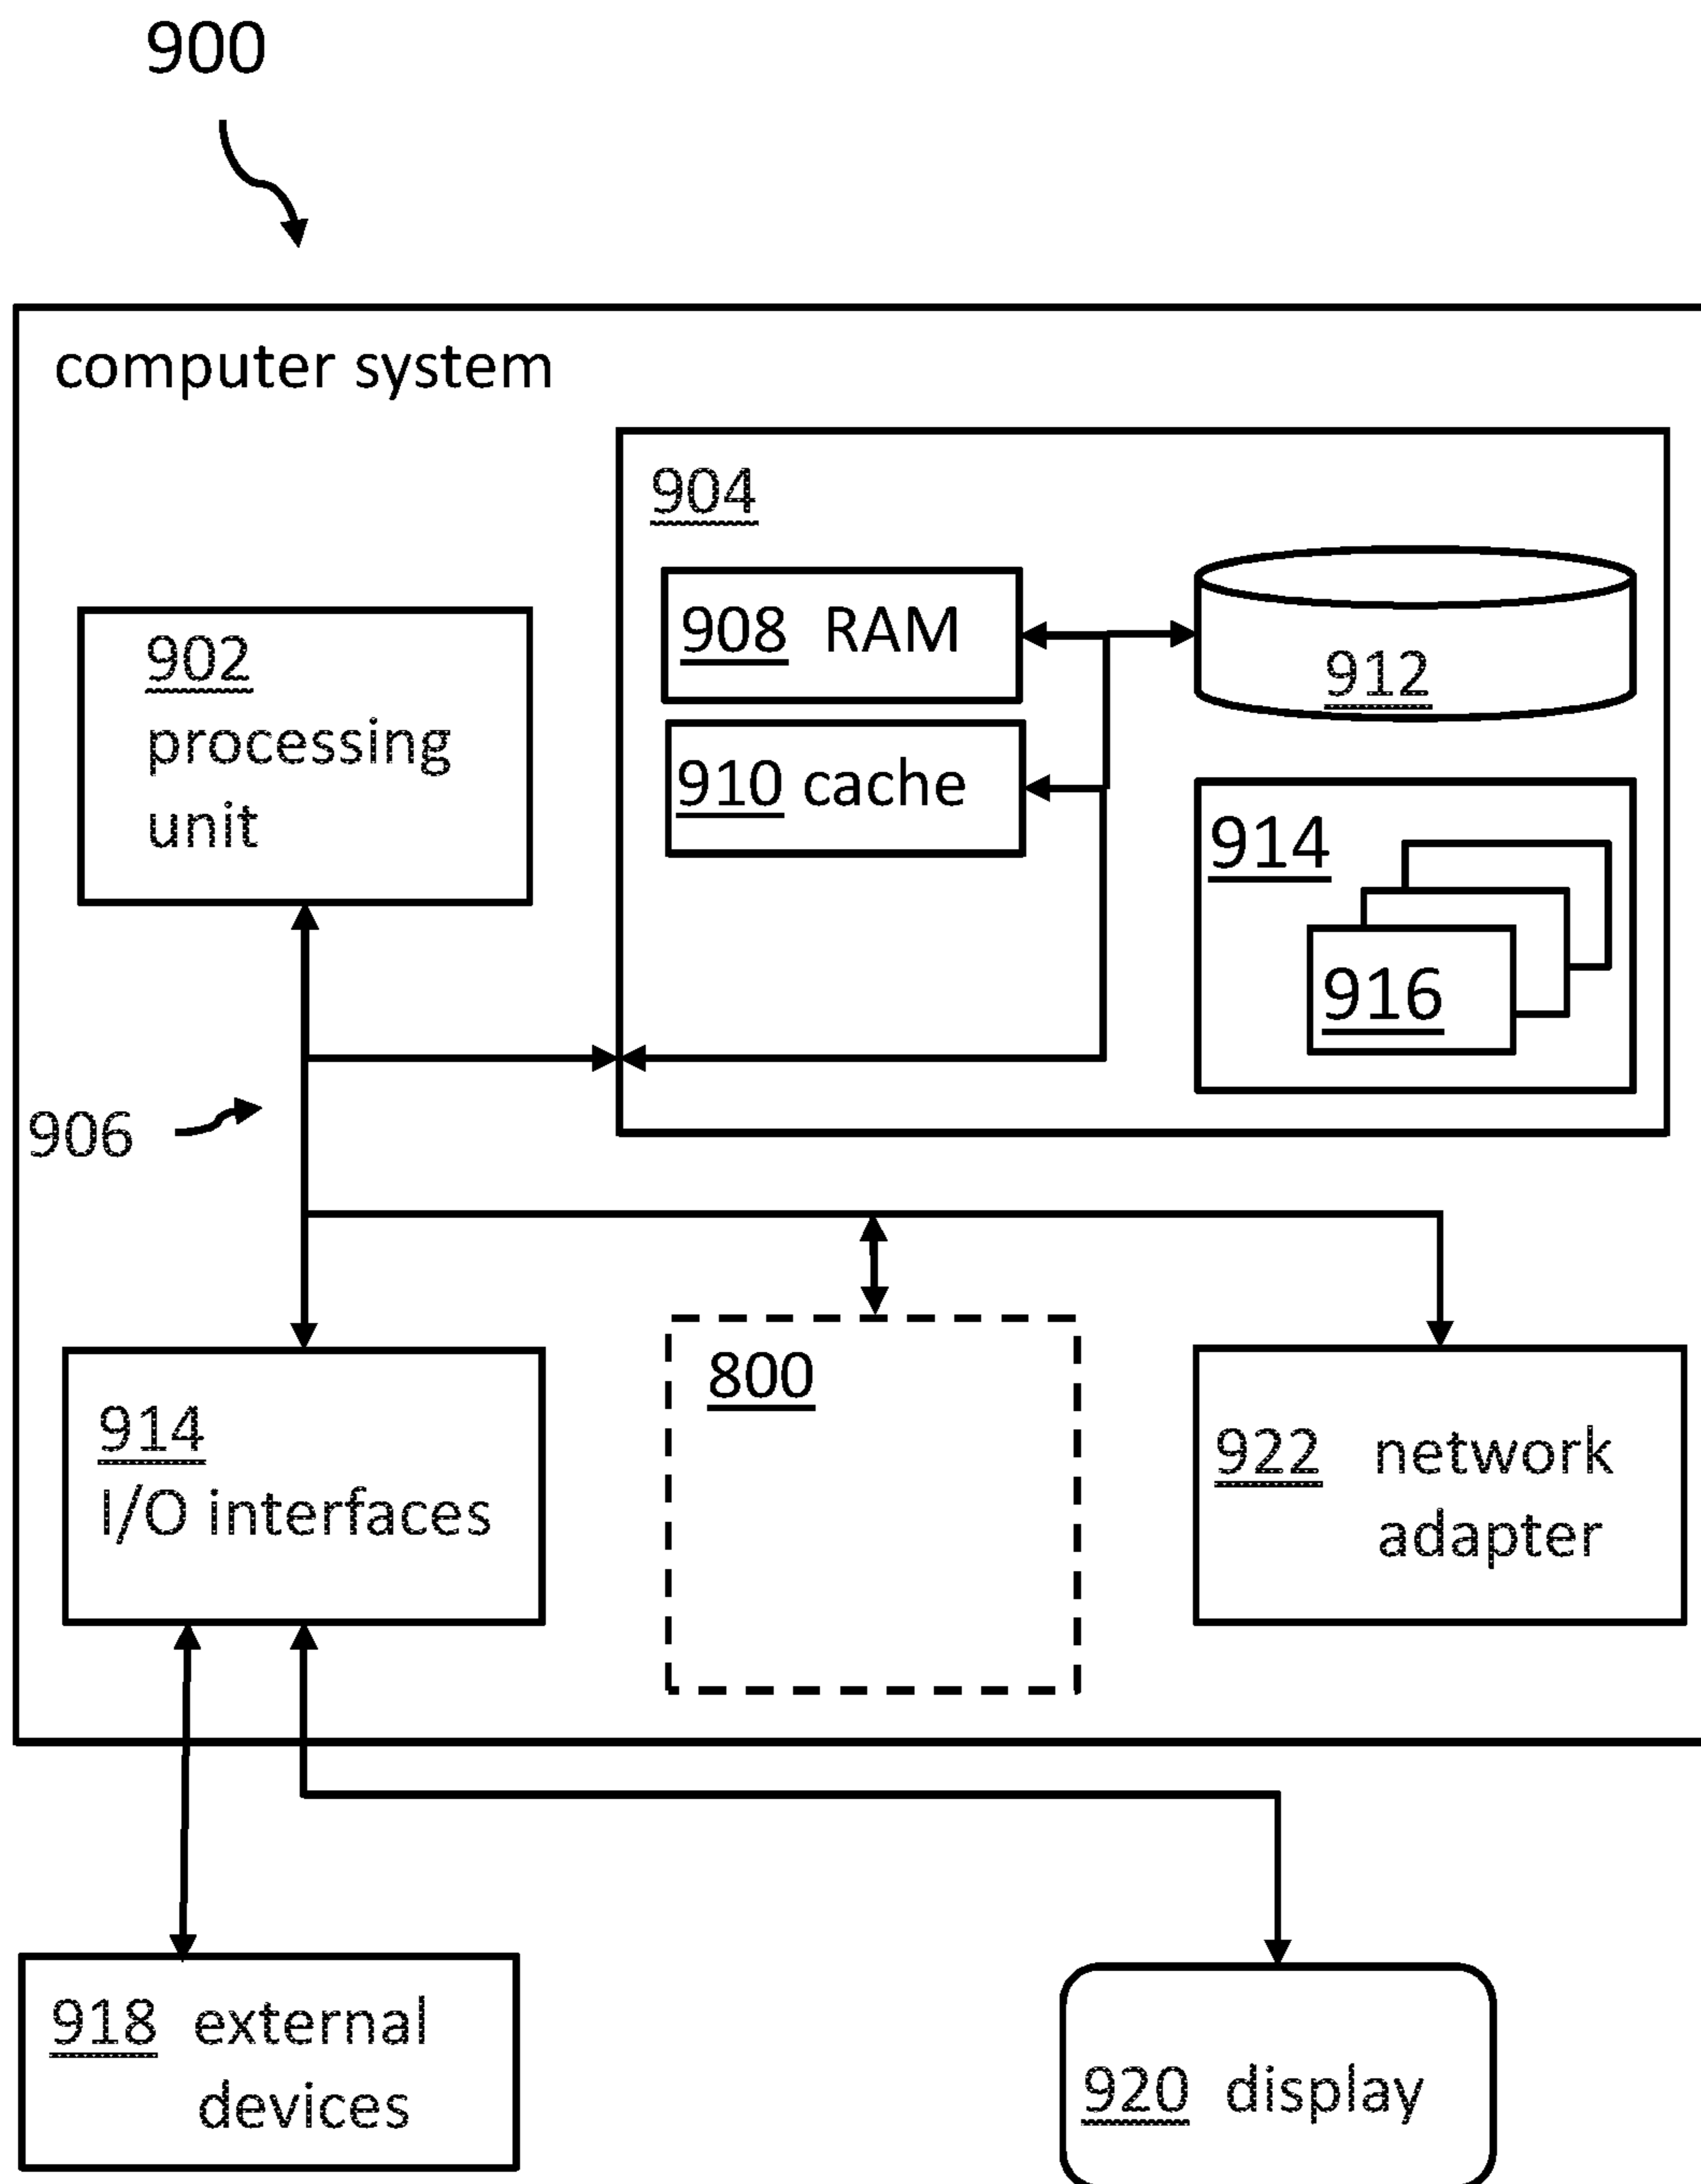 900
computer system
904
908 RAM
912
902
processing
unit
910 cache
914
916
906
800
914
I/O interfaces
922 network
adapter
918 external
devices
920 display